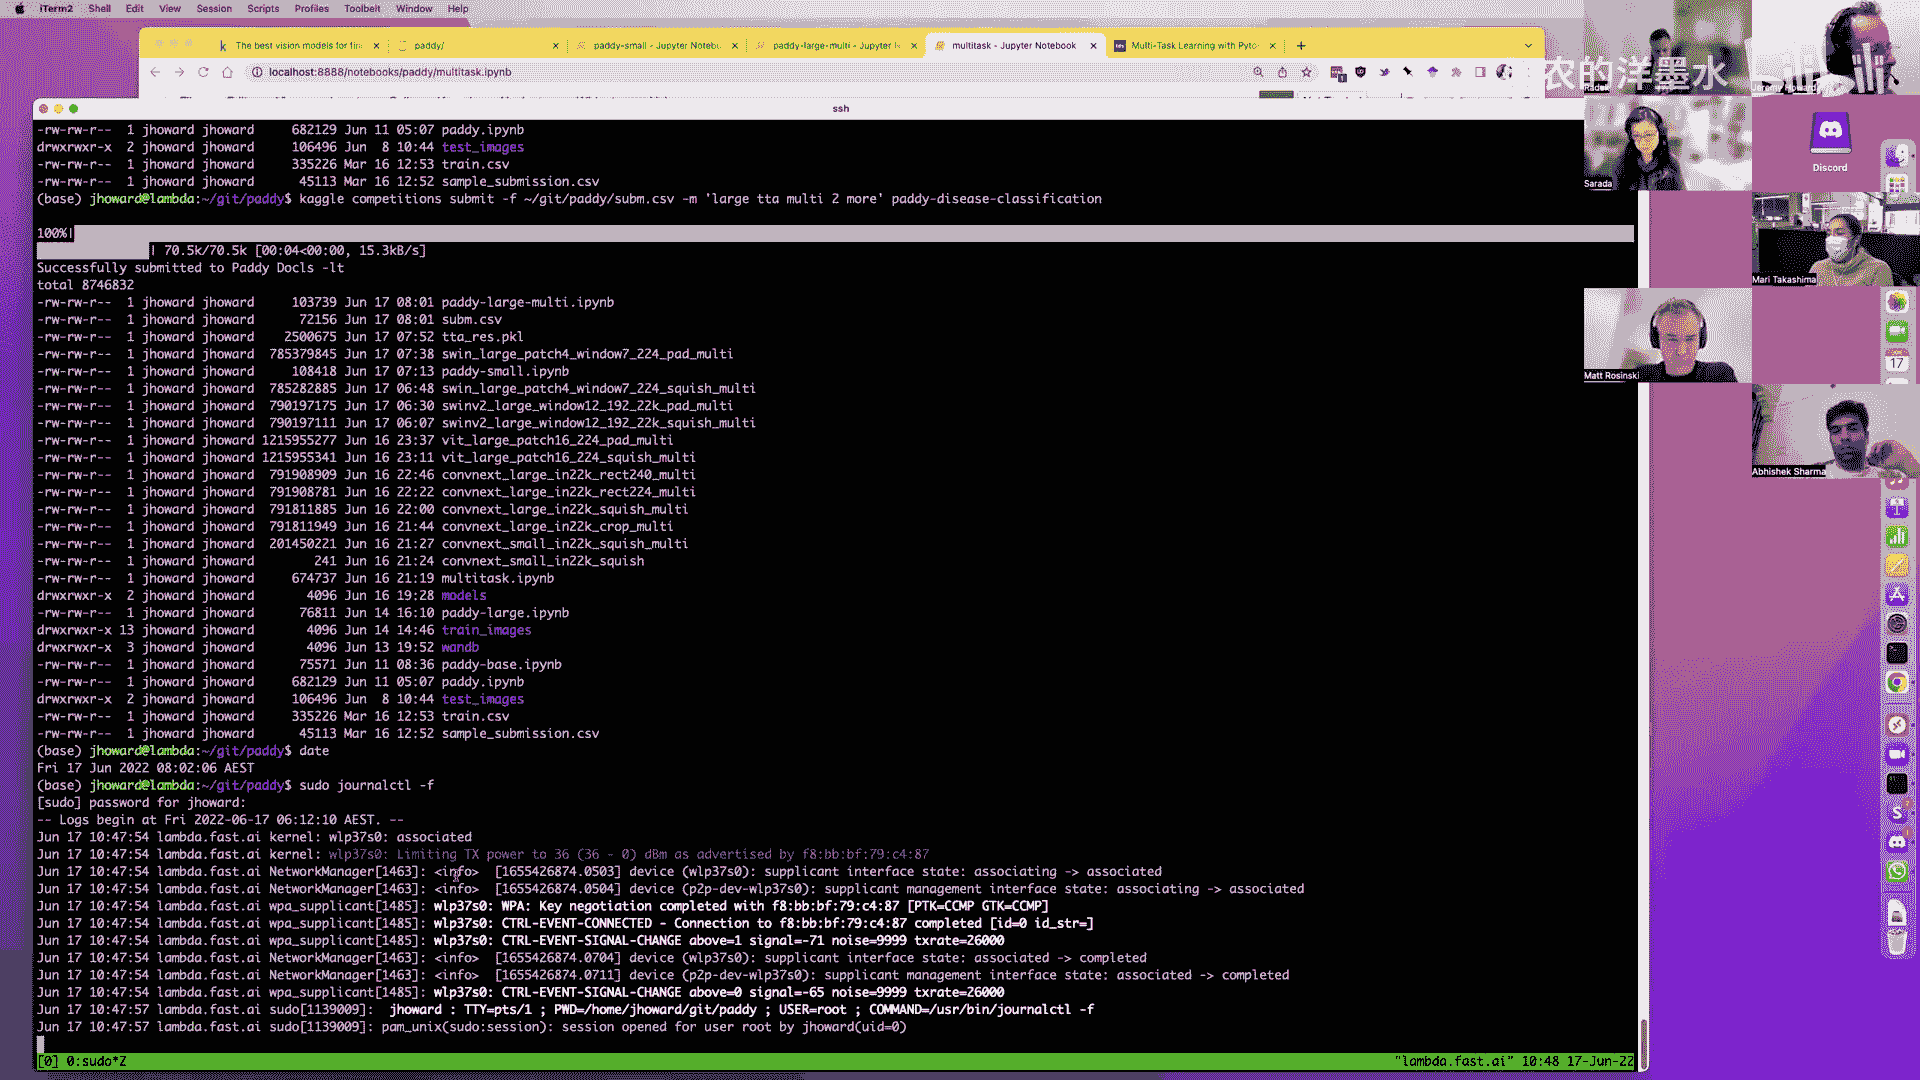 iTerm2 Shell Edit View Session Scripts Profiles Toolbelt Window Help
The best vision models for fin
paddy/
paddy-small - Jupyter Notebo
paddy-large-multi - Jupyter N
multitask - Jupyter Notebook
Multi-Task Learning with Pyto
localhost:8888/notebooks/paddy/multitask.ipynb
农的洋墨水
Radek
Jeremy Howard
ssh
-rw-rw-r-- 1 jhoward jhoward 682129 Jun 11 05:07 paddy.ipynb
drwxrwxr-x 2 jhoward jhoward 106496 Jun 8 10:44 test_images
-rw-rw-r-- 1 jhoward jhoward 335226 Mar 16 12:53 train.csv
-rw-rw-r-- 1 jhoward jhoward 45113 Mar 16 12:52 sample_submission.csv
(base) jhoward@lambda:~/git/paddy$ kaggle competitions submit -f ~/git/paddy/subm.csv -m 'large tta multi 2 more' paddy-disease-classification
100%|
| 70.5k/70.5k [00:04<00:00, 15.3kB/s]
Successfully submitted to Paddy Docls -lt
total 8746832
-rw-rw-r-- 1 jhoward jhoward 103739 Jun 17 08:01 paddy-large-multi.ipynb
-rw-rw-r-- 1 jhoward jhoward 72156 Jun 17 08:01 subm.csv
-rw-rw-r-- 1 jhoward jhoward 2500675 Jun 17 07:52 tta_res.pkl
-rw-rw-r-- 1 jhoward jhoward 785379845 Jun 17 07:38 swin_large_patch4_window7_224_pad_multi
-rw-rw-r-- 1 jhoward jhoward 108418 Jun 17 07:13 paddy-small.ipynb
-rw-rw-r-- 1 jhoward jhoward 785282885 Jun 17 06:48 swin_large_patch4_window7_224_squish_multi
-rw-rw-r-- 1 jhoward jhoward 790197175 Jun 17 06:30 swinv2_large_window12_192_22k_pad_multi
-rw-rw-r-- 1 jhoward jhoward 790197111 Jun 17 06:07 swinv2_large_window12_192_22k_squish_multi
-rw-rw-r-- 1 jhoward jhoward 1215955277 Jun 16 23:37 vit_large_patch16_224_pad_multi
-rw-rw-r-- 1 jhoward jhoward 1215955341 Jun 16 23:11 vit_large_patch16_224_squish_multi
-rw-rw-r-- 1 jhoward jhoward 791908909 Jun 16 22:46 convnext_large_in22k_rect240_multi
-rw-rw-r-- 1 jhoward jhoward 791908781 Jun 16 22:22 convnext_large_in22k_rect224_multi
-rw-rw-r-- 1 jhoward jhoward 791811885 Jun 16 22:00 convnext_large_in22k_squish_multi
-rw-rw-r-- 1 jhoward jhoward 791811949 Jun 16 21:44 convnext_large_in22k_crop_multi
-rw-rw-r-- 1 jhoward jhoward 201450221 Jun 16 21:27 convnext_small_in22k_squish_multi
-rw-rw-r-- 1 jhoward jhoward 241 Jun 16 21:24 convnext_small_in22k_squish
-rw-rw-r-- 1 jhoward jhoward 674737 Jun 16 21:19 multitask.ipynb
drwxrwxr-x 2 jhoward jhoward 4096 Jun 16 19:28 models
-rw-rw-r-- 1 jhoward jhoward 76811 Jun 14 16:10 paddy-large.ipynb
drwxrwxr-x 13 jhoward jhoward 4096 Jun 14 14:46 train_images
drwxrwxr-x 3 jhoward jhoward 4096 Jun 13 19:52 wandb
-rw-rw-r-- 1 jhoward jhoward 75571 Jun 11 08:36 paddy-base.ipynb
-rw-rw-r-- 1 jhoward jhoward 682129 Jun 11 05:07 paddy.ipynb
drwxrwxr-x 2 jhoward jhoward 106496 Jun 8 10:44 test_images
-rw-rw-r-- 1 jhoward jhoward 335226 Mar 16 12:53 train.csv
-rw-rw-r-- 1 jhoward jhoward 45113 Mar 16 12:52 sample_submission.csv
(base) jhoward@lambda:~/git/paddy$ date
Fri 17 Jun 2022 08:02:06 AEST
(base) jhoward@lambda:~/git/paddy$ sudo journalctl -f
[sudo] password for jhoward:
-- Logs begin at Fri 2022-06-17 06:12:10 AEST. --
Jun 17 10:47:54 lambda.fast.ai kernel: wlp37s0: associated
Jun 17 10:47:54 lambda.fast.ai kernel: wlp37s0: Limiting TX power to 36 (36 - 0) dBm as advertised by f8:bb:bf:79:c4:87
Jun 17 10:47:54 lambda.fast.ai NetworkManager[1463]: <info> [1655426874.0503] device (wlp37s0): supplicant interface state: associating -> associated
Jun 17 10:47:54 lambda.fast.ai NetworkManager[1463]: <info> [1655426874.0504] device (p2p-dev-wlp37s0): supplicant management interface state: associating -> associated
Jun 17 10:47:54 lambda.fast.ai wpa_supplicant[1485]: wlp37s0: WPA: Key negotiation completed with f8:bb:bf:79:c4:87 [PTK=CCMP GTK=CCMP]
Jun 17 10:47:54 lambda.fast.ai wpa_supplicant[1485]: wlp37s0: CTRL-EVENT-CONNECTED - Connection to f8:bb:bf:79:c4:87 completed [id=0 id_str=]
Jun 17 10:47:54 lambda.fast.ai wpa_supplicant[1485]: wlp37s0: CTRL-EVENT-SIGNAL-CHANGE above=1 signal=-71 noise=9999 txrate=26000
Jun 17 10:47:54 lambda.fast.ai NetworkManager[1463]: <info> [1655426874.0704] device (wlp37s0): supplicant interface state: associated -> completed
Jun 17 10:47:54 lambda.fast.ai NetworkManager[1463]: <info> [1655426874.0711] device (p2p-dev-wlp37s0): supplicant management interface state: associated -> completed
Jun 17 10:47:54 lambda.fast.ai wpa_supplicant[1485]: wlp37s0: CTRL-EVENT-SIGNAL-CHANGE above=0 signal=-65 noise=9999 txrate=26000
Jun 17 10:47:57 lambda.fast.ai sudo[1139009]: jhoward : TTY=pts/1 ; PWD=/home/jhoward/git/paddy ; USER=root ; COMMAND=/usr/bin/journalctl -f
Jun 17 10:47:57 lambda.fast.ai sudo[1139009]: pam_unix(sudo:session): session opened for user root by jhoward(uid=0)
[0] 0:sudo*Z
"lambda.fast.ai" 10:48 17-Jun-22
Discord
Sarada
Mari Takashima
Matt Rosinski
Abhishek Sharma
17